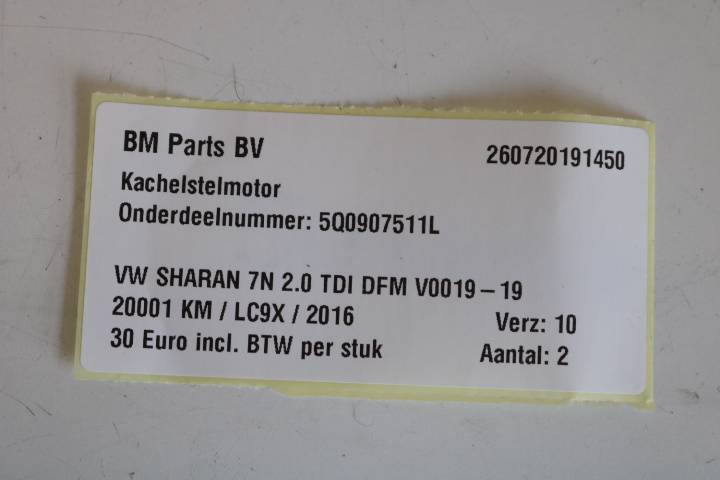 BM Parts BV 260720191450
Kachelstelmotor
Onderdeelnummer: 5Q0907511L
VW SHARAN 7N 2.0 TDI DFM V0019-19
20001 KM / LC9X / 2016 Verz: 10
30 Euro incl. BTW per stuk Aantal: 2